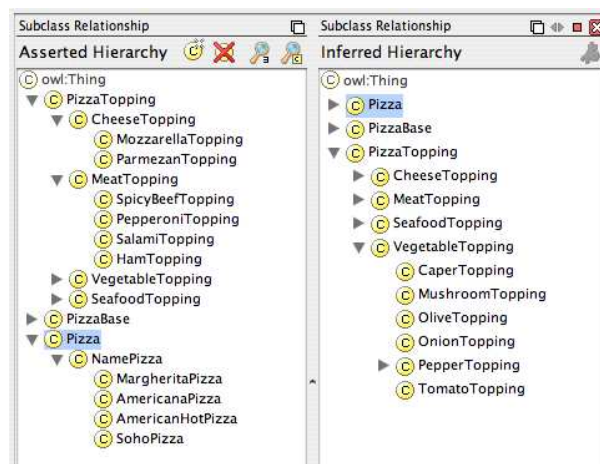 Subclass Relationship
Asserted Hierarchy
owl:Thing
PizzaTopping
CheeseTopping
MozzarellaTopping
ParmezanTopping
MeatTopping
SpicyBeefTopping
PepperoniTopping
SalamiTopping
HamTopping
VegetableTopping
SeafoodTopping
PizzaBase
Pizza
NamePizza
MargheritaPizza
AmericanaPizza
AmericanHotPizza
SohoPizza
Subclass Relationship
Inferred Hierarchy
owl:Thing
Pizza
PizzaBase
PizzaTopping
CheeseTopping
MeatTopping
SeafoodTopping
VegetableTopping
CaperTopping
MushroomTopping
OliveTopping
OnionTopping
PepperTopping
TomatoTopping